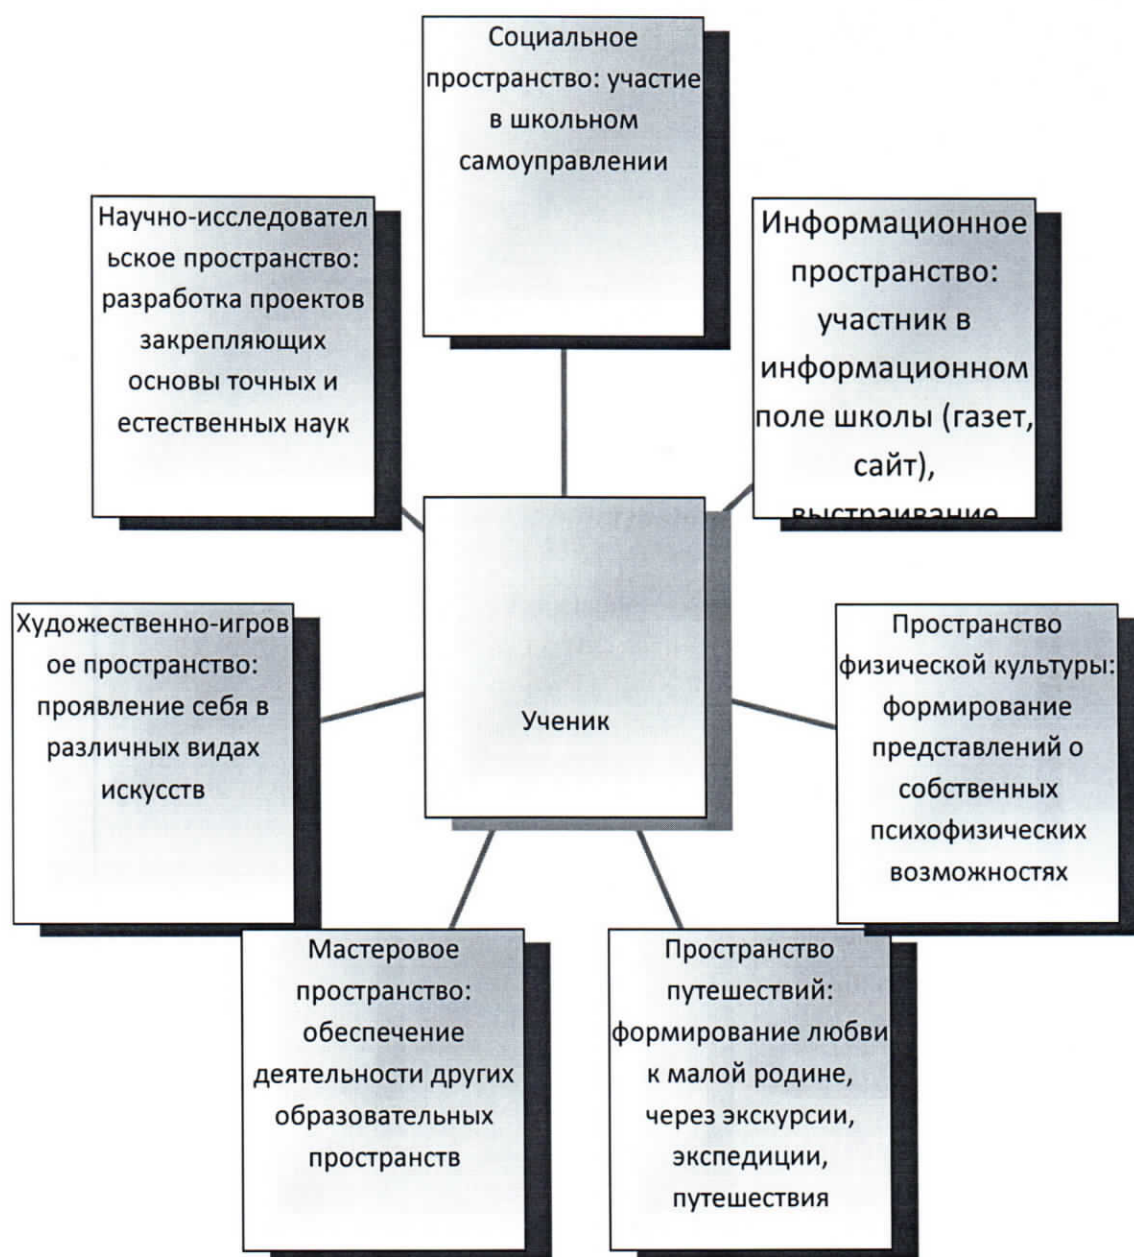 Социальное
пространство: участие
в школьном
самоуправлении
Информационное
пространство:
участник в
информационном
поле школы (газет,
сайт),
выстраивание
Пространство
физической культуры:
формирование
представлений о
собственных
психофизических
возможностях
Пространство
путешествий:
формирование любви
к малой родине,
через экскурсии,
экспедиции,
путешествия
Мастеровое
пространство:
обеспечение
деятельности других
образовательных
пространств
Художественно-игров
ое пространство:
проявление себя в
различных видах
искусств
Научно-исследовател
ьское пространство:
разработка проектов
закрепляющих
основы точных и
естественных наук
Ученик